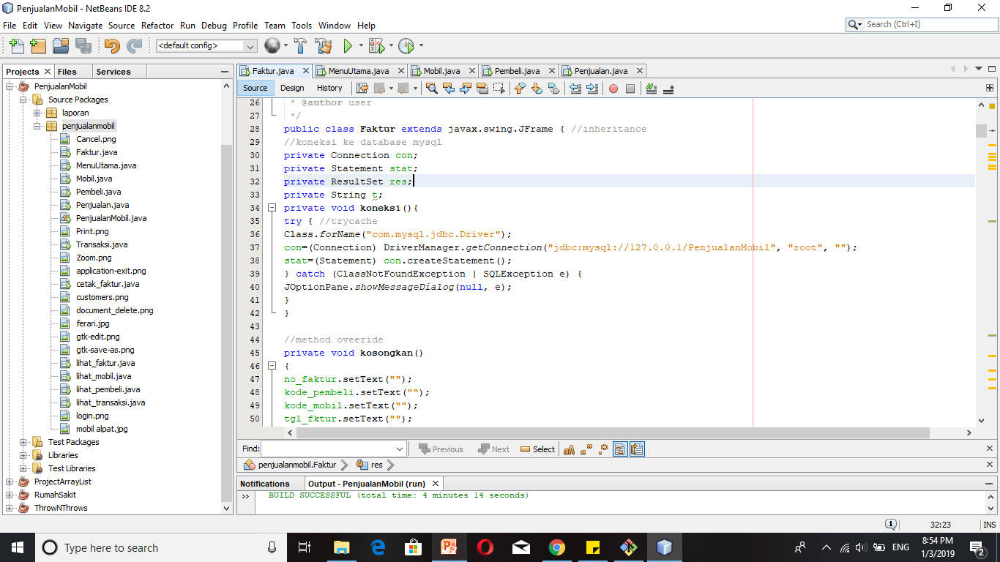 PenjualanMobil - NetBeans IDE 8.2
File Edit View Navigate Source Refactor Run Debug Profile Team Tools Window Help
Search (Ctrl+I)
<default config>
Projects Files Services
PenjualanMobil
Source Packages
laporan
penjualanmobil
Cancel.png
Faktur.java
MenuUtama.java
Mobil.java
Pembeli.java
Penjualan.java
PenjualanMobil.java
Print.png
Transaksi.java
Zoom.png
application-exit.png
cetak_faktur.java
customers.png
document_delete.png
ferari.jpg
gtk-edit.png
gtk-save-as.png
lihat_faktur.java
lihat_mobil.java
lihat_pembeli.java
lihat_transaksi.java
login.png
mobil alpat.jpg
Test Packages
Libraries
Test Libraries
ProjectArrayList
RumahSakit
ThrowNThrows
Faktur.java MenuUtama.java Mobil.java Pembeli.java Penjualan.java
Source Design History
26 * @author user
27 */
28 public class Faktur extends javax.swing.JFrame { //inheritance
29 //koneksi ke database mysql
30 private Connection con;
31 private Statement stat;
32 private ResultSet res;
33 private String t;
34 private void koneksi(){
35 try { //trycache
36 Class.forName("com.mysql.jdbc.Driver");
37 con=(Connection) DriverManager.getConnection("jdbc:mysql://127.0.0.1/PenjualanMobil", "root", "");
38 stat=(Statement) con.createStatement();
39 } catch (ClassNotFoundException | SQLException e) {
40 JOptionPane.showMessageDialog(null, e);
41 }
42 }
43
44 //method oveeride
45 private void kosongkan()
46 {
47 no_faktur.setText("");
48 kode_pembeli.setText("");
49 kode_mobil.setText("");
50 tgl_fktur.setText("");
Find: Previous Next Select
penjualanmobil.Faktur res
Notifications Output - PenjualanMobil (run)
BUILD SUCCESSFUL (total time: 4 minutes 14 seconds)
1 32:23 INS
Type here to search
ENG
8:54 PM
1/3/2019
2